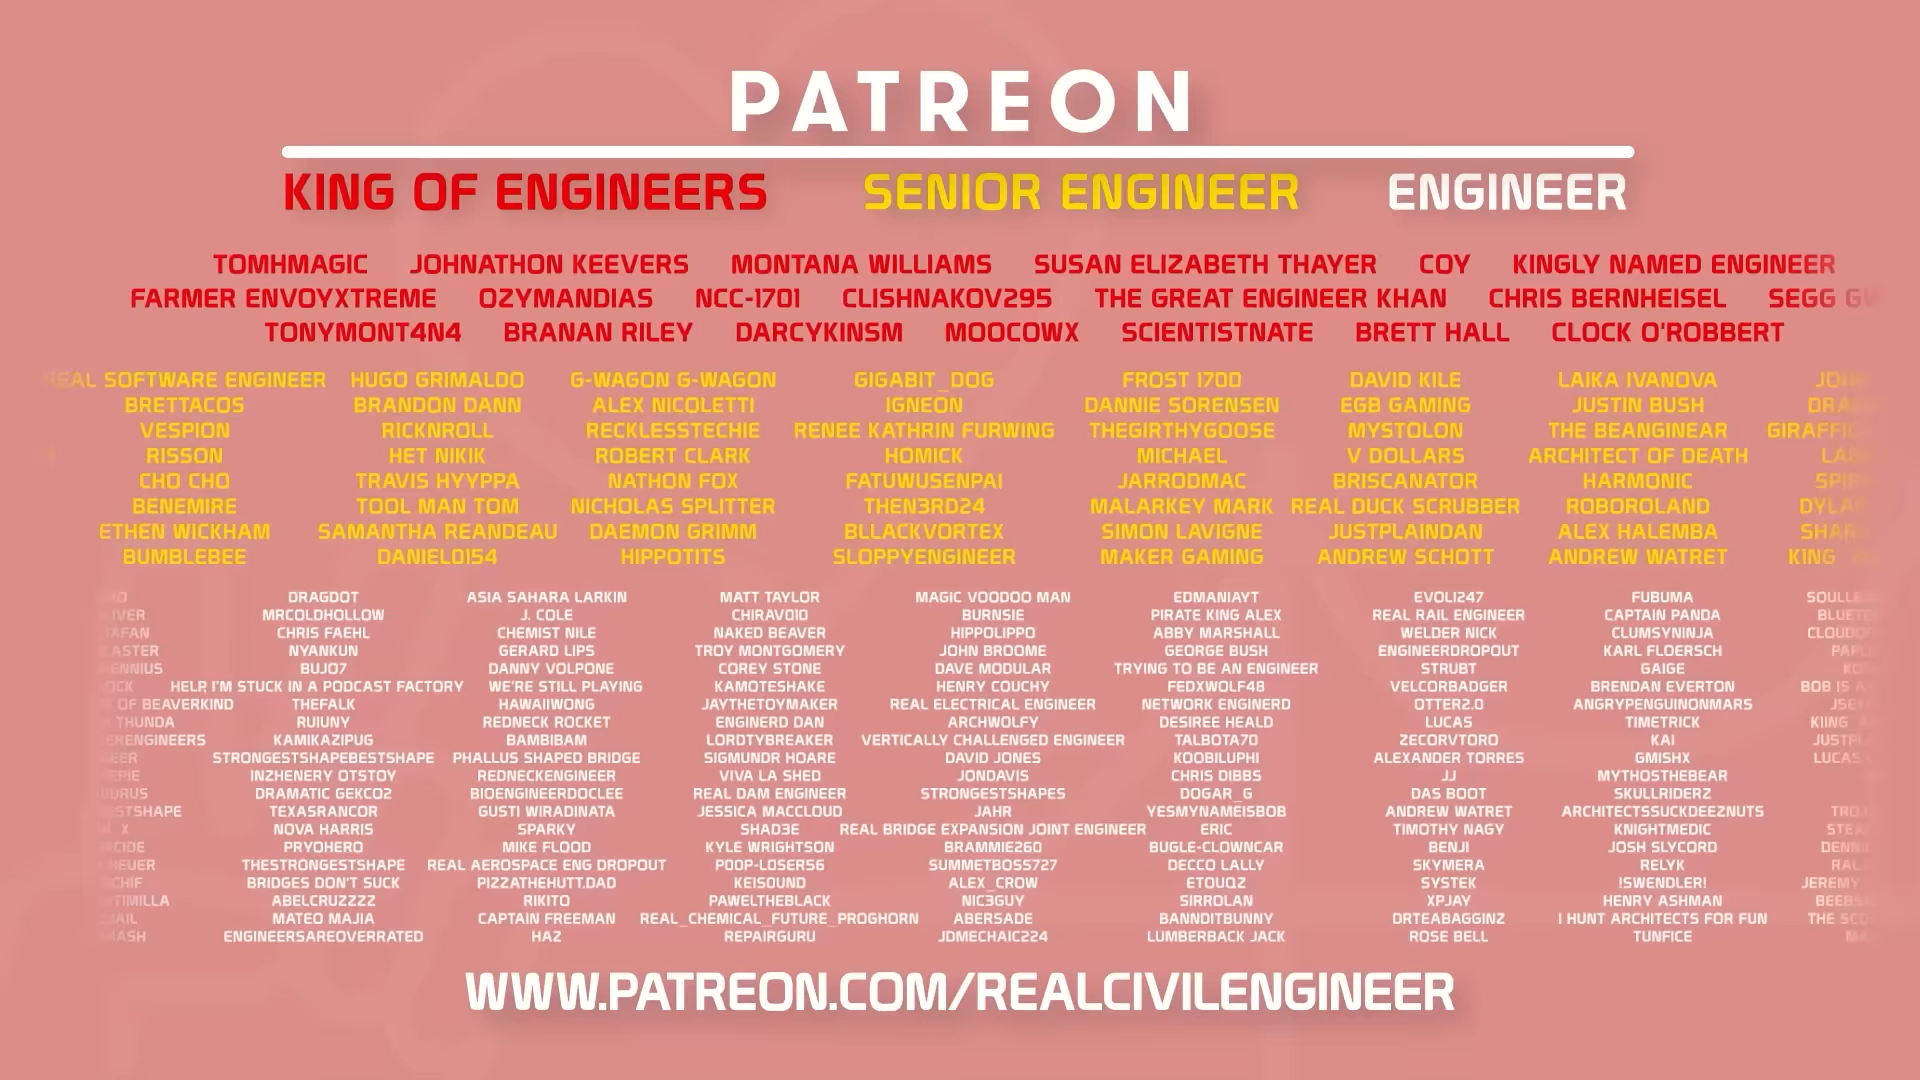 PATREON
KING OF ENGINEERS SENIOR ENGINEER ENGINEER
TOMHMAGIC JOHNATHON KEEVERS MONTANA WILLIAMS SUSAN ELIZABETH THAYER COY KINGLY NAMED ENGINEER
FARMER ENVOYXTREME OZYMANDIAS NCC-1701 CLISHNAKOV295 THE GREAT ENGINEER KHAN CHRIS BERNHEISEL SEGG
TONYMONT4N4 BRANAN RILEY DARCYKINSM MOOCOWX SCIENTISTNATE BRETT HALL CLOCK O'ROBBERT
REAL SOFTWARE ENGINEER HUGO GRIMALDO G-WAGON G-WAGON GIGABIT_DOG FROST 1700 DAVID KILE LAIKA IVANOVA
BRETTACOS BRANDON DANN ALEX NICOLETTI IGNEON DANNIE SORENSEN EGB GAMING JUSTIN BUSH
VESPION RICKNROLL RECKLESSTECHIE RENEE KATHRIN FURWING THEGIRTHYGOOSE MYSTOLON THE BEANGINEAR
RISSON HET NIKIK ROBERT CLARK HOMICK MICHAEL V DOLLARS ARCHITECT OF DEATH
CHO CHO TRAVIS HYYPPA NATHON FOX FATUWUSENPAI JARRODMAC BRISCANATOR HARMONIC
BENEMIRE TOOL MAN TOM NICHOLAS SPLITTER THEN3RD24 MALARKEY MARK REAL DUCK SCRUBBER ROBOROLAND
ETHEN WICKHAM SAMANTHA REANDEAU DAEMON GRIMM BLLACKVORTEX SIMON LAVIGNE JUSTPLAINDAN ALEX HALEMBA
BUMBLEBEE DANIEL0154 HIPPOTITS SLOPPYENGINEER MAKER GAMING ANDREW SCHOTT ANDREW WATRET KING
DRAGDOT ASIA SAHARA LARKIN MATT TAYLOR MAGIC VOODOO MAN EDMANIAYT EVOLI247 FUBUMA
MRCOLDHOLLOW J. COLE CHIRAV010 BURNSIE PIRATE KING ALEX REAL RAIL ENGINEER CAPTAIN PANDA
CHRIS FAEHL CHEMIST NILE NAKED BEAVER HIPPOLIPPO ABBY MARSHALL WELDER NICK CLUMSYNINJA
NYANKUN GERARD LIPS TROY MONTGOMERY JOHN BROOME GEORGE BUSH ENGINEERDROPOUT KARL FLOERSCH
BUJO7 DANNY VOLPONE COREY STONE DAVE MODULAR TRYING TO BE AN ENGINEER STRUBT GAIGE
HELP, I'M STUCK IN A PODCAST FACTORY WE'RE STILL PLAYING KAMOTESHAKE HENRY COUCHY FEDXWOLF48 VELCORBADGER BRENDAN EVERTON BOB IS
OF BEAVERKIND THEFALK HAWAIIWONG JAYTHETOYMAKER REAL ELECTRICAL ENGINEER NETWORK ENGINERD OTTER2.0 ANGRYPENGUINONMARS
THUNDA RUIUNY REDNECK ROCKET ENGINERD DAN ARCHWOLFY DESIREE HEALD LUCAS TIMETRICK
KAMIKAZIPUG BAMBIBAM LORDTYBREAKER VERTICALLY CHALLENGED ENGINEER TALBOTA70 ZECORVTORO KAI
STRONGESTSHAPEBESTSHAPE PHALLUS SHAPED BRIDGE SIGMUNDR HOARE DAVID JONES KOOBILUPHI ALEXANDER TORRES GMISHX LUCAS
INZHENERY OTSTOY REDNECKENGINEER VIVA LA SHED JONDAVIS CHRIS DIBBS JJ MYTHOSTHEBEAR
DRAMATIC GEKCO2 BIOENGINEERDOCLEE REAL DAM ENGINEER STRONGESTSHAPES DOGAR_G DAS BOOT SKULLRIDERZ
TEXASRANCOR GUSTI WIRADINATA JESSICA MACCLOUD JAHR YESMYNAMEISBOB ANDREW WATRET ARCHITECTSSUCKDEEZNUTS
NOVA HARRIS SPARKY SHAD3E REAL BRIDGE EXPANSION JOINT ENGINEER ERIC TIMOTHY NAGY KNIGHTMEDIC
PRYOHERO MIKE FLOOD KYLE WRIGHTSON BRAMMIE260 BUGLE-CLOWNCAR BENJI JOSH SLYCORD
THESTRONGESTSHAPE REAL AEROSPACE ENG DROPOUT P00P-L0SER56 SUMMETBOSS727 DECCO LALLY SKYMERA RELYK
BRIDGES DON'T SUCK PIZZATHEHUTT.DAD KEISOUND ALEX_CROW ETOUQZ SYSTEK !SWENDLER! JEREMY
ABELCRUZZZZ RIKITO PAWELTHEBLACK NIC3GUY SIRROLAN XPJAY HENRY ASHMAN
MATEO MAJIA CAPTAIN FREEMAN REAL_CHEMICAL_FUTURE_PROGHORN ABERSADE BANNDITBUNNY DRTEABAGGINZ I HUNT ARCHITECTS FOR FUN THE
ENGINEERSAREOVERRATED HAZ REPAIRGURU JDMECHAIC224 LUMBERBACK JACK ROSE BELL TUNFICE
WWW.PATREON.COM/REALCIVILENGINEER